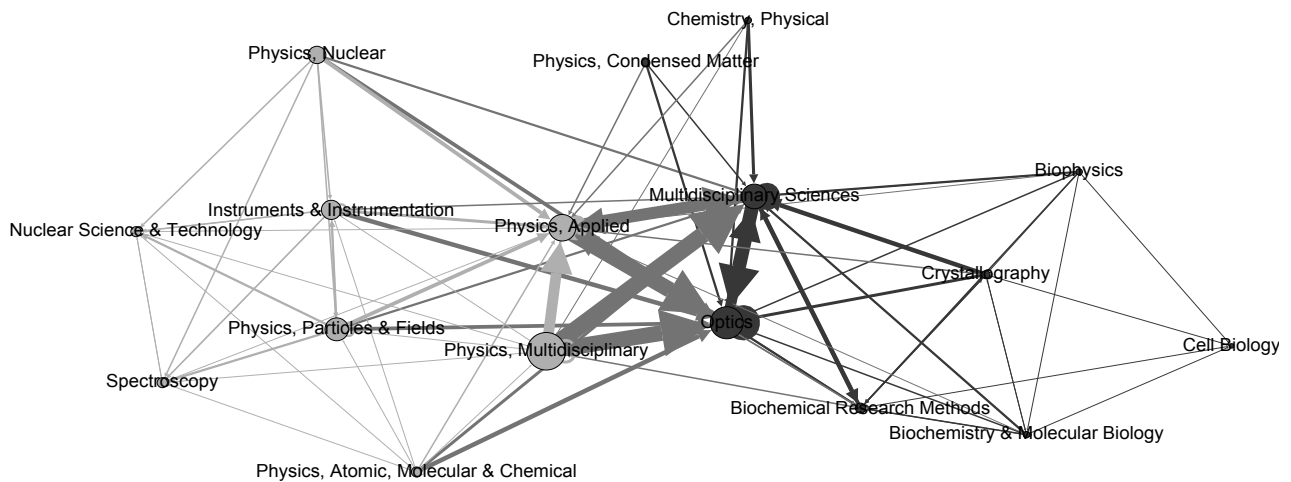 Chemistry, Physical
Physics, Nuclear
Physics, Condensed Matter
Biophysics
Multidisciplinary Sciences
Instruments & Instrumentation
Physics, Applied
Nuclear Science & Technology
Crystallography
Optics
Physics, Particles & Fields
Cell Biology
Physics, Multidisciplinary
Spectroscopy
Biochemical Research Methods
Biochemistry & Molecular Biology
Physics, Atomic, Molecular & Chemical